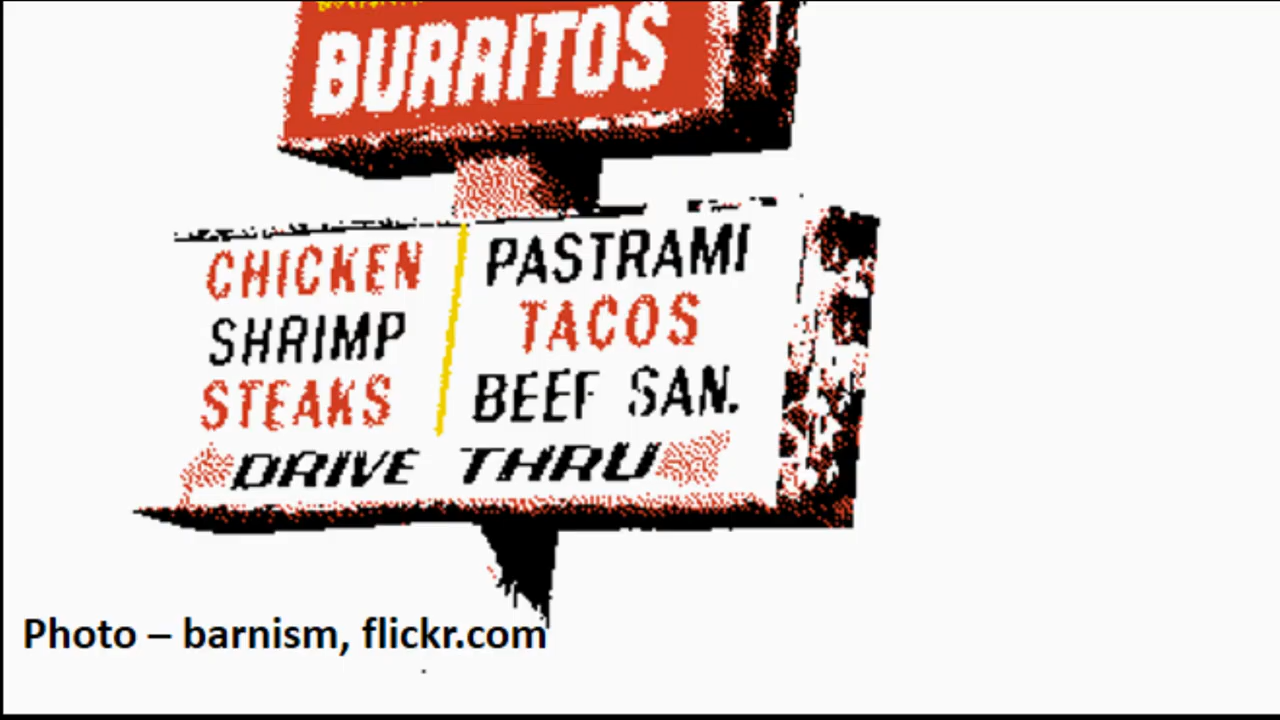 BURRITOS
CHICKEN
SHRIMP
STEAKS
PASTRAMI
TACOS
BEEF SAN.
DRIVE THRU
Photo – barnism, flickr.com